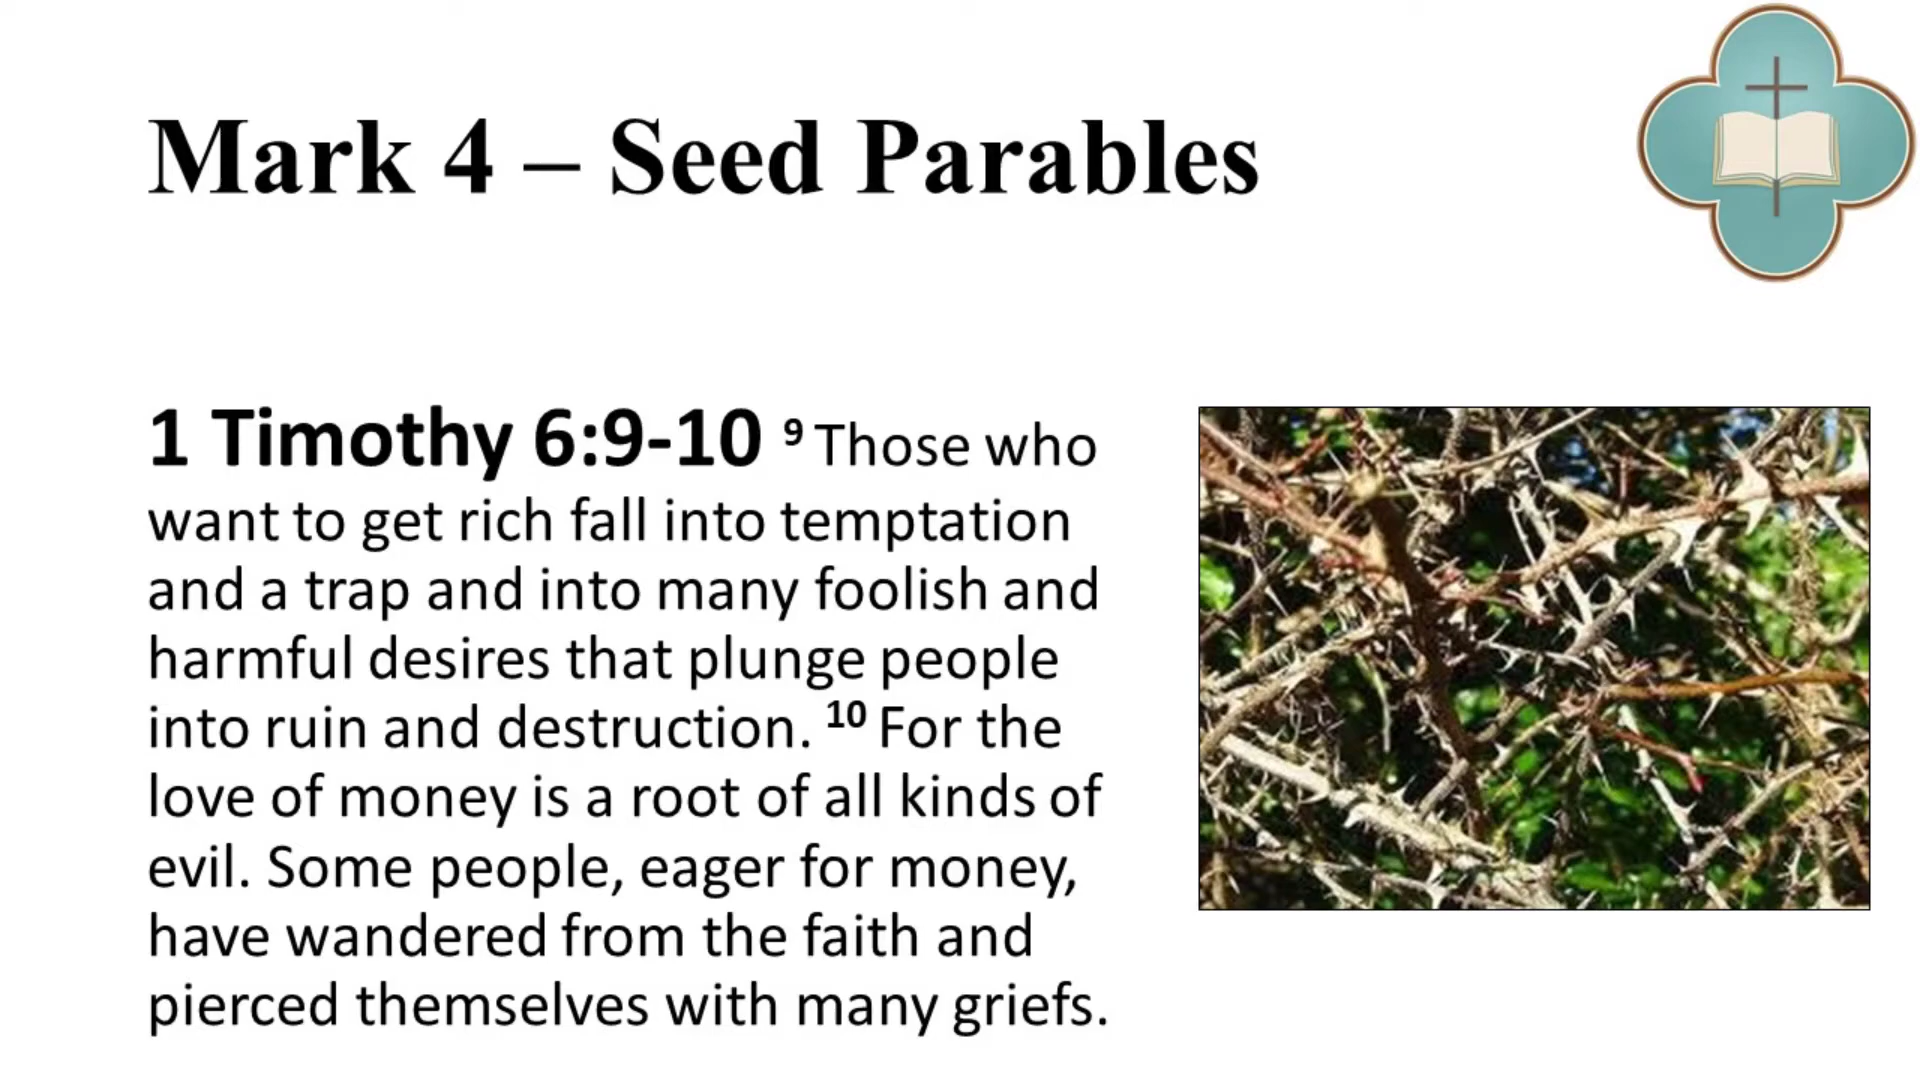 Mark 4 – Seed Parables
1 Timothy 6:9-10 ⁹ Those who
want to get rich fall into temptation
and a trap and into many foolish and
harmful desires that plunge people
into ruin and destruction. ¹⁰ For the
love of money is a root of all kinds of
evil. Some people, eager for money,
have wandered from the faith and
pierced themselves with many griefs.